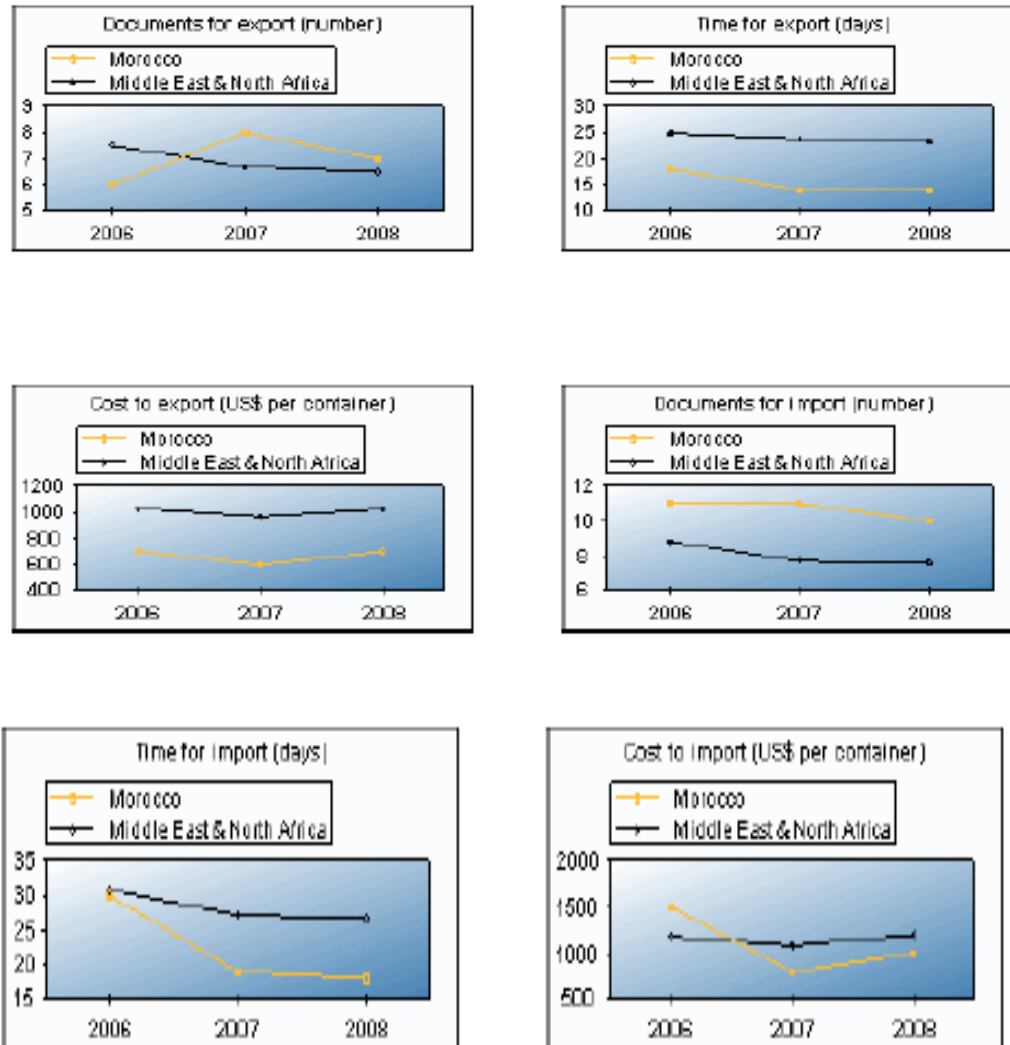 Documents for export (number)
Morocco
Middle East & North Africa
9
8
7
6
5
2006 2007 2008
Time for export (days)
Morocco
Middle East & North Africa
30
25
20
15
10
2006 2007 2008
Cost to export (US$ per container)
Morocco
Middle East & North Africa
1200
1000
800
600
400
2006 2007 2008
Documents for import (number)
Morocco
Middle East & North Africa
12
10
8
6
2006 2007 2008
Time for import (days)
Morocco
Middle East & North Africa
35
30
25
20
15
2006 2007 2008
Cost to import (US$ per container)
Morocco
Middle East & North Africa
2000
1500
1000
500
2006 2007 2008